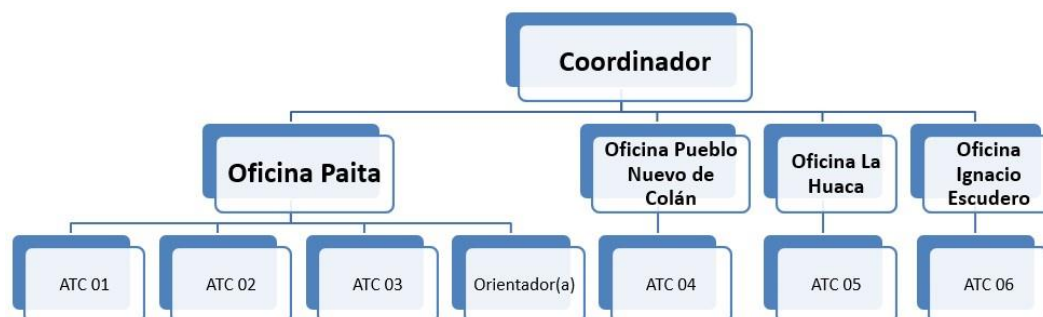 Coordinador
Oficina Paita
Oficina Pueblo
Nuevo de
Colán
Oficina La
Huaca
Oficina
Ignacio
Escudero
ATC 01
ATC 02
ATC 03
Orientador(a)
ATC 04
ATC 05
ATC 06